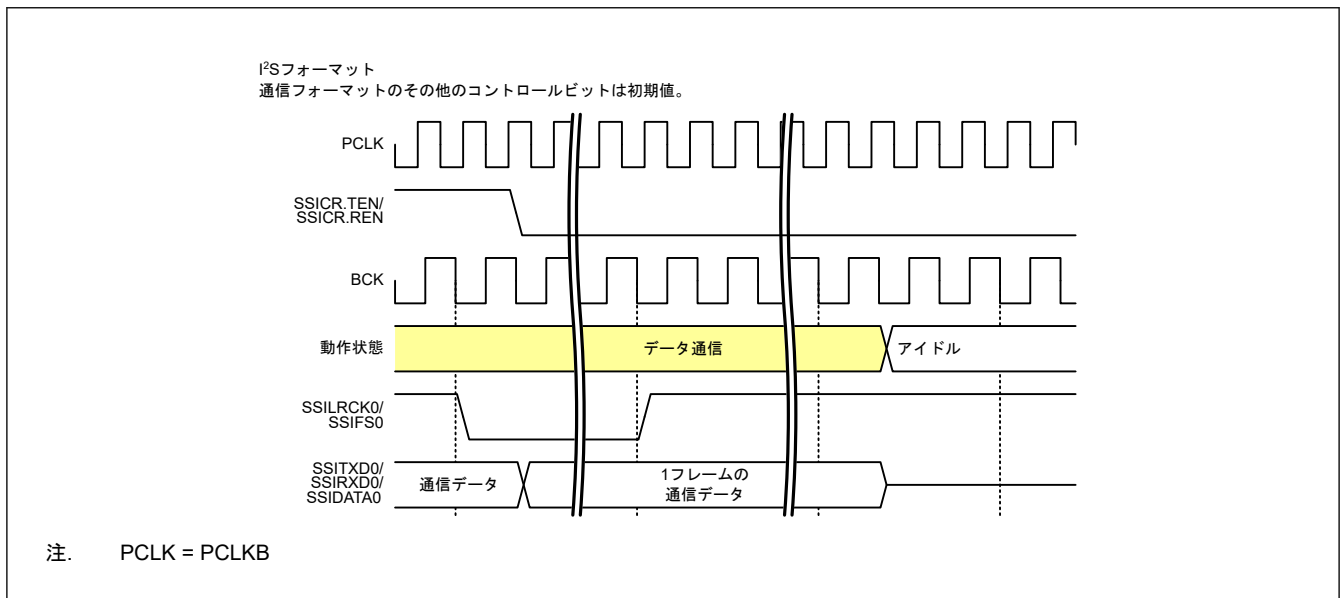 I²Sフォーマット
通信フォーマットのその他のコントロールビットは初期値。
PCLK
SSICR.TEN/
SSICR.REN
BCK
動作状態
データ通信
アイドル
SSILRCK0/
SSIFS0
SSITXD0/
SSIRXD0/
SSIDATA0
通信データ
1フレームの
通信データ
注. PCLK = PCLKB